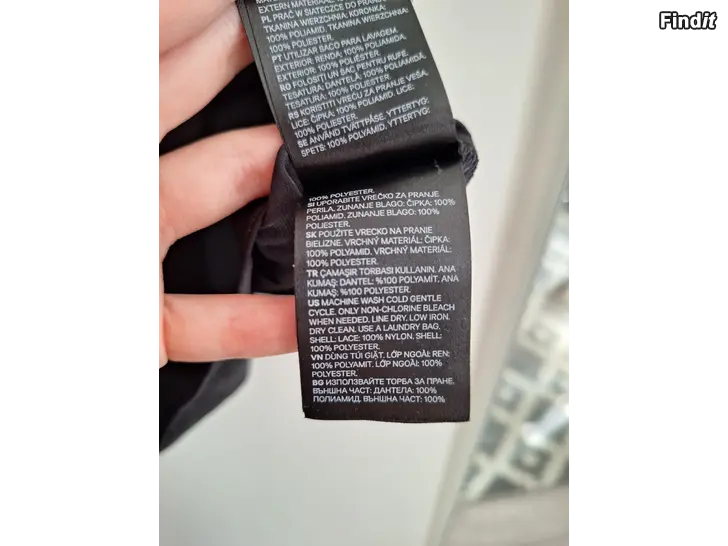 Findit
EXTERN MATERIAAL
PL PRAĆ W SIATECZCE DO PRANIA.
TKANINA WIERZCHNIA: KORONKA:
100% POLIAMID. TKANINA WIERZCHNIA:
100% POLIESTER.
PT UTILIZAR SACO PARA LAVAGEM.
EXTERIOR: RENDA: 100% POLIAMIDA.
EXTERIOR: 100% POLIÉSTER.
RO FOLOSIȚI UN SAC PENTRU RUFE.
TESATURA: DANTELĂ: 100% POLIAMIDĂ.
TESATURA: 100% POLIESTER.
RS KORISTITI VREĆU ZA PRANJE VEŠA.
LICE: ČIPKA: 100% POLIAMID. LICE:
100% POLIESTER.
SE ANVÄND TVÄTTPÅSE. YTTERTYG:
SPETS: 100% POLYAMID. YTTERTYG:
100% POLYESTER.
SI UPORABITE VREČKO ZA PRANJE
PERILA. ZUNANJE BLAGO: ČIPKA: 100%
POLIAMID. ZUNANJE BLAGO: 100%
POLIESTER.
SK POUŽITE VRECKO NA PRANIE
BIELIZNE. VRCHNÝ MATERIÁL: ČIPKA:
100% POLYAMID. VRCHNÝ MATERIÁL:
100% POLYESTER.
TR ÇAMAŞIR TORBASI KULLANIN. ANA
KUMAŞ: DANTEL: %100 POLYAMİT. ANA
KUMAŞ: %100 POLYESTER.
US MACHINE WASH COLD GENTLE
CYCLE. ONLY NON-CHLORINE BLEACH
WHEN NEEDED. LINE DRY. LOW IRON.
DRY CLEAN. USE A LAUNDRY BAG.
SHELL: LACE: 100% NYLON. SHELL:
100% POLYESTER.
VN DÙNG TÚI GIẶT. LỚP NGOÀI: REN:
100% POLYAMIT. LỚP NGOÀI: 100%
POLYESTER.
BG ИЗПОЛЗВАЙТЕ ТОРБА ЗА ПРАНЕ.
ВЪНШНА ЧАСТ: ДАНТЕЛА: 100%
ПОЛИАМИД. ВЪНШНА ЧАСТ: 100%